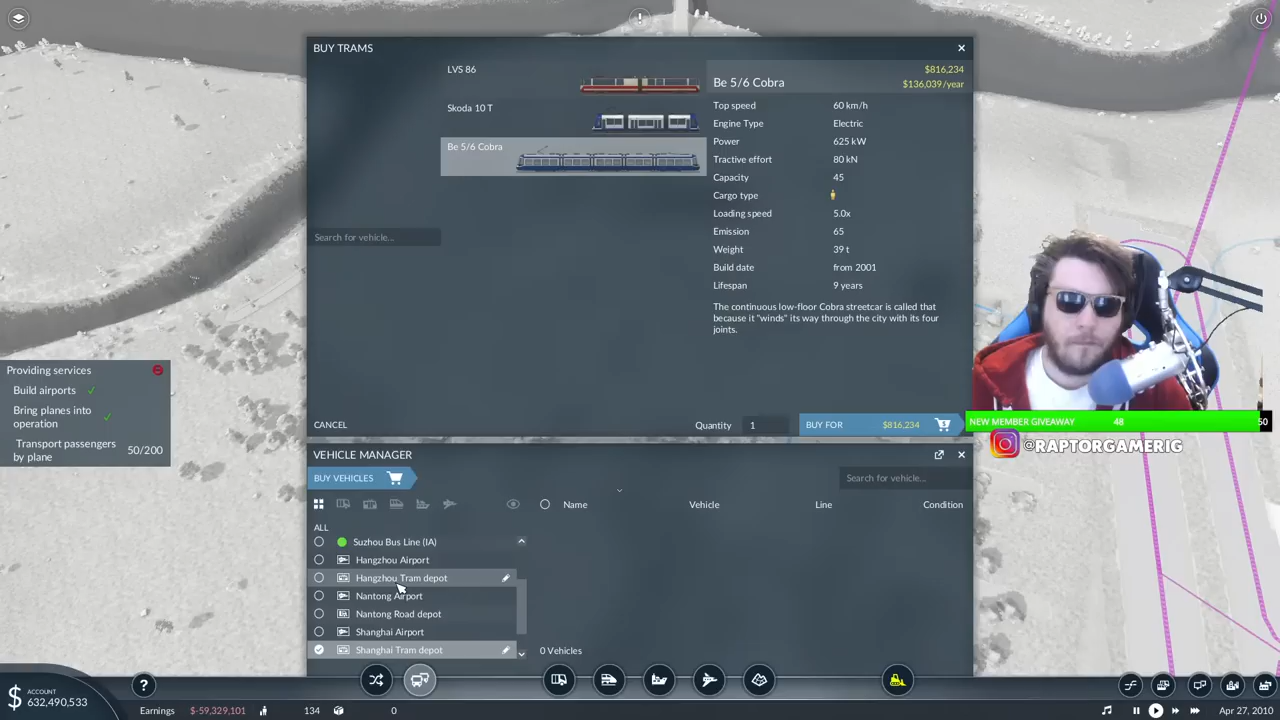 BUY TRAMS
LVS 86
Skoda 10 T
Be 5/6 Cobra
Search for vehicle...
$816,234
Be 5/6 Cobra
$136,039/year
Top speed 60 km/h
Engine Type Electric
Power 625 kW
Tractive effort 80 kN
Capacity 45
Cargo type
Loading speed 5.0x
Emission 65
Weight 39 t
Build date from 2001
Lifespan 9 years
The continuous low-floor Cobra streetcar is called that
because it "winds" its way through the city with its four
joints.
CANCEL
Quantity 1
BUY FOR $816,234
Providing services
Build airports
Bring planes into
operation
Transport passengers
by plane
50/200
NEW MEMBER GIVEAWAY 48 50
@RAPTORGAMERIG
VEHICLE MANAGER
BUY VEHICLES
Search for vehicle...
Name Vehicle Line Condition
ALL
Suzhou Bus Line (IA)
Hangzhou Airport
Hangzhou Tram depot
Nantong Airport
Nantong Road depot
Shanghai Airport
Shanghai Tram depot
0 Vehicles
$ ACCOUNT
632,490,533
?
Earnings $-59,329,101 134 0
Apr 27, 2010